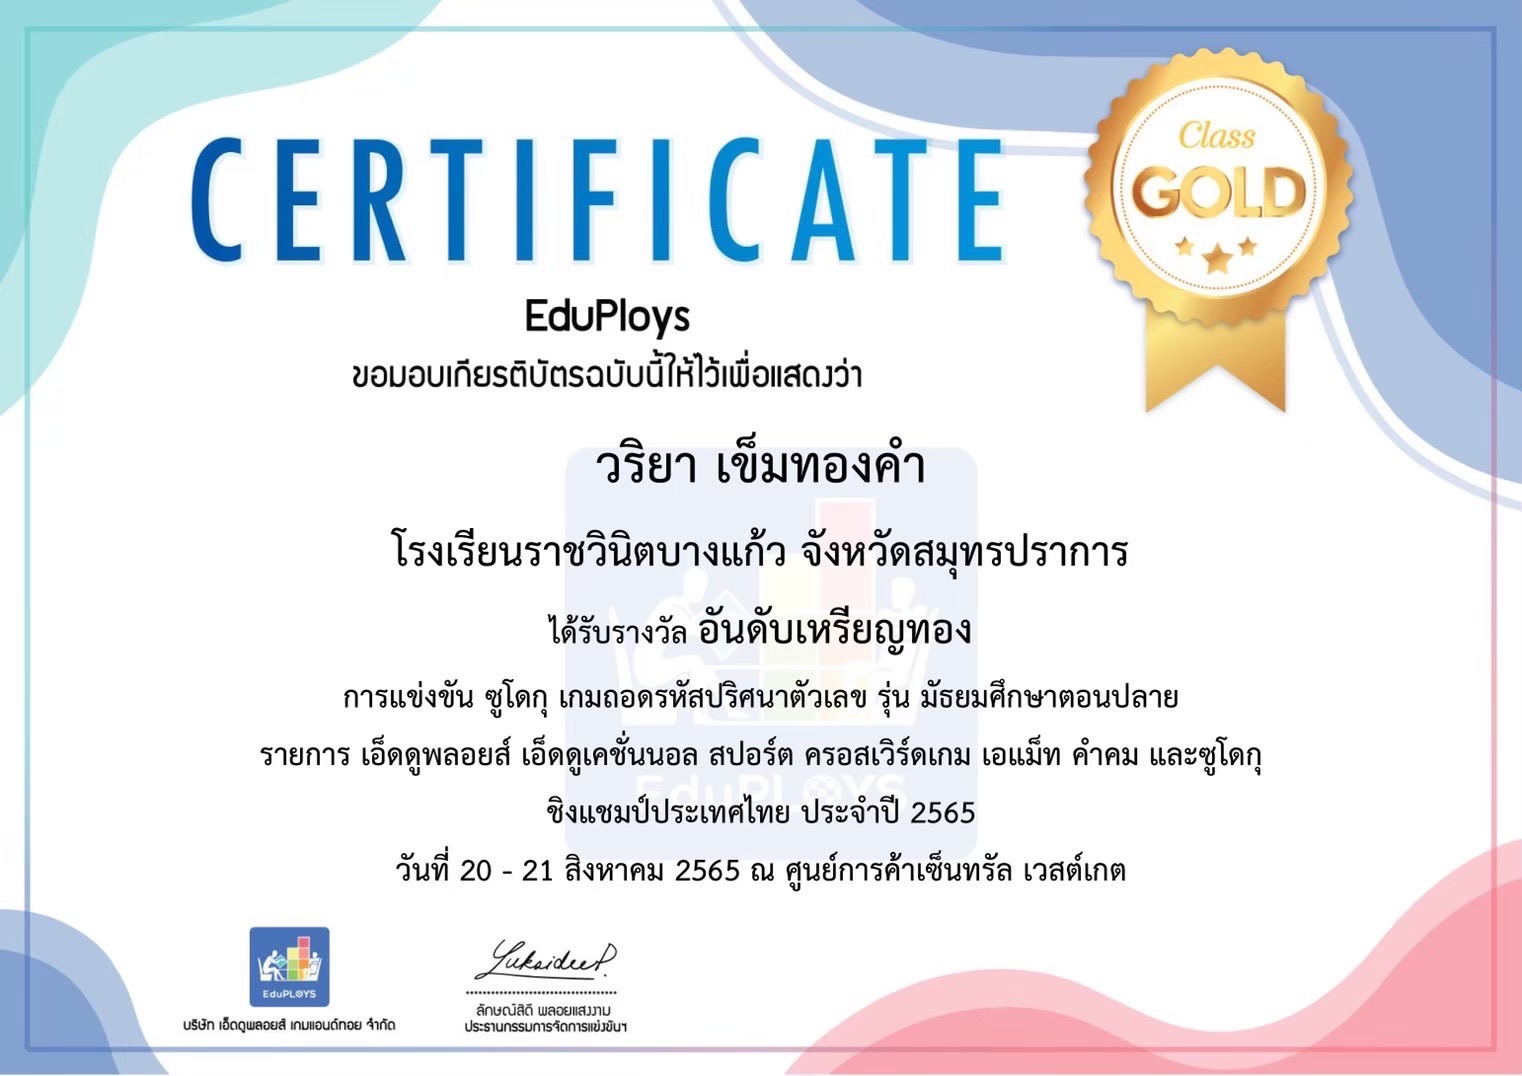 CERTIFICATE
Class
GOLD
EduPloys
ขอมอบเกียรติบัตรฉบับนี้ให้ไว้เพื่อแสดงว่า
วริยา เข็มทองคำ
โรงเรียนราชวินิตบางแก้ว จังหวัดสมุทรปราการ
ได้รับรางวัล อันดับเหรียญทอง
การแข่งขัน ซูโดกุ เกมถอดรหัสปริศนาตัวเลข รุ่น มัธยมศึกษาตอนปลาย
รายการ เอ็ดดูพลอยส์ เอ็ดดูเคชั่นนอล สปอร์ต ครอสเวิร์ดเกม เอแม็ท คำคม และซูโดกุ
EduPLOYS
ชิงแชมป์ประเทศไทย ประจำปี 2565
วันที่ 20 - 21 สิงหาคม 2565 ณ ศูนย์การค้าเซ็นทรัล เวสต์เกต
EduPLOYS
บริษัท เอ็ดดูพลอยส์ เกมแอนด์ทอย จำกัด
ลักษณ์สิดี พลอยแสงงาม
ประธานกรรมการจัดการแข่งขันฯ